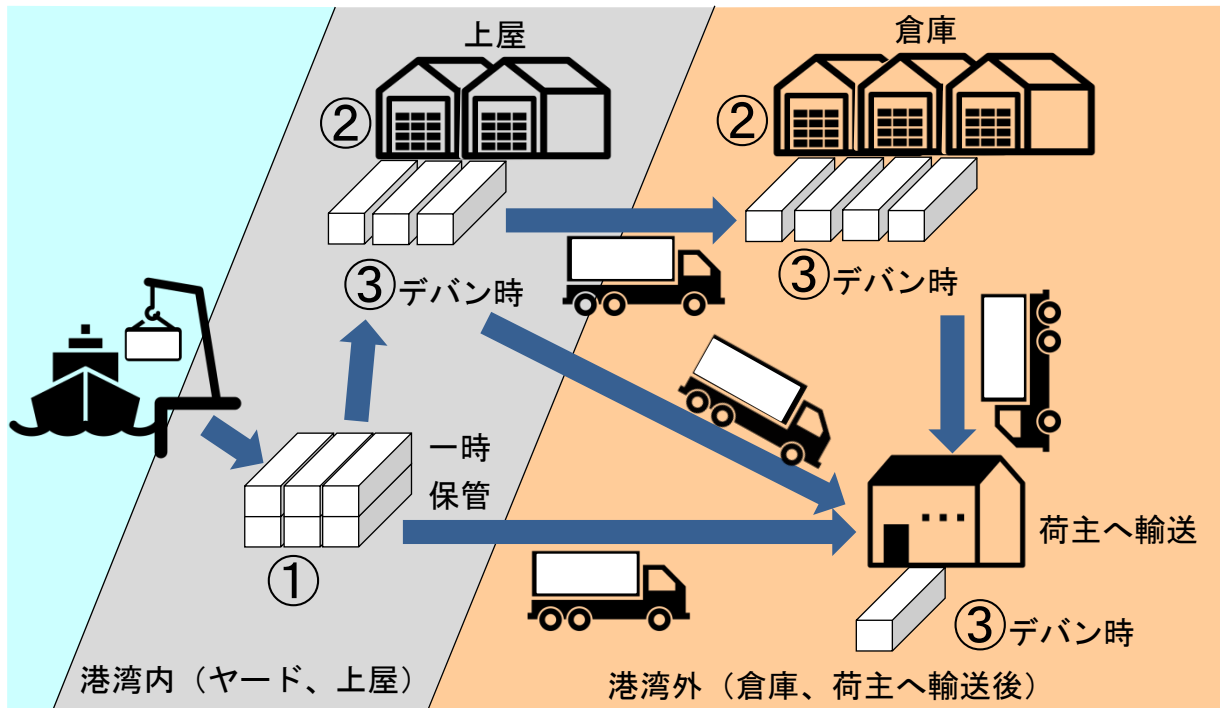 上屋
倉庫
②
②
③デバン時
③デバン時
一時
保管
①
荷主へ輸送
③デバン時
港湾内（ヤード、上屋）
港湾外（倉庫、荷主へ輸送後）